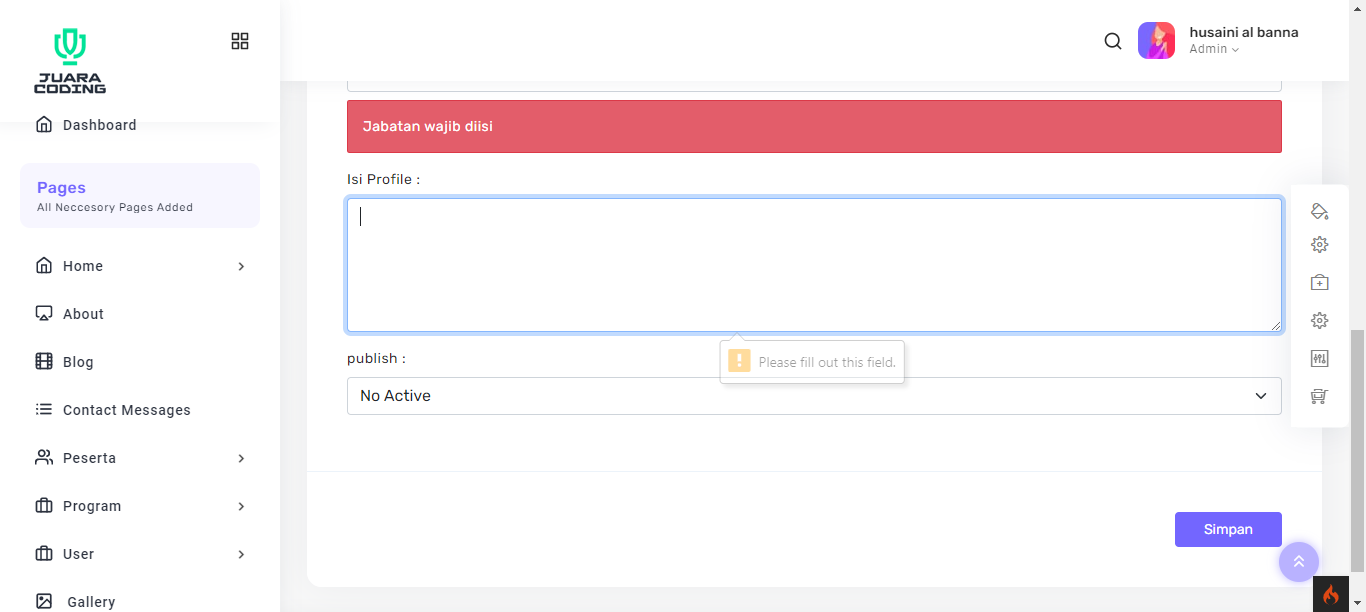 JUARA
CODING
husaini al banna
Admin
Dashboard
Pages
All Neccesory Pages Added
Home
About
Blog
Contact Messages
Peserta
Program
User
Gallery
Jabatan wajib diisi
Isi Profile :
Please fill out this field.
publish :
No Active
Simpan